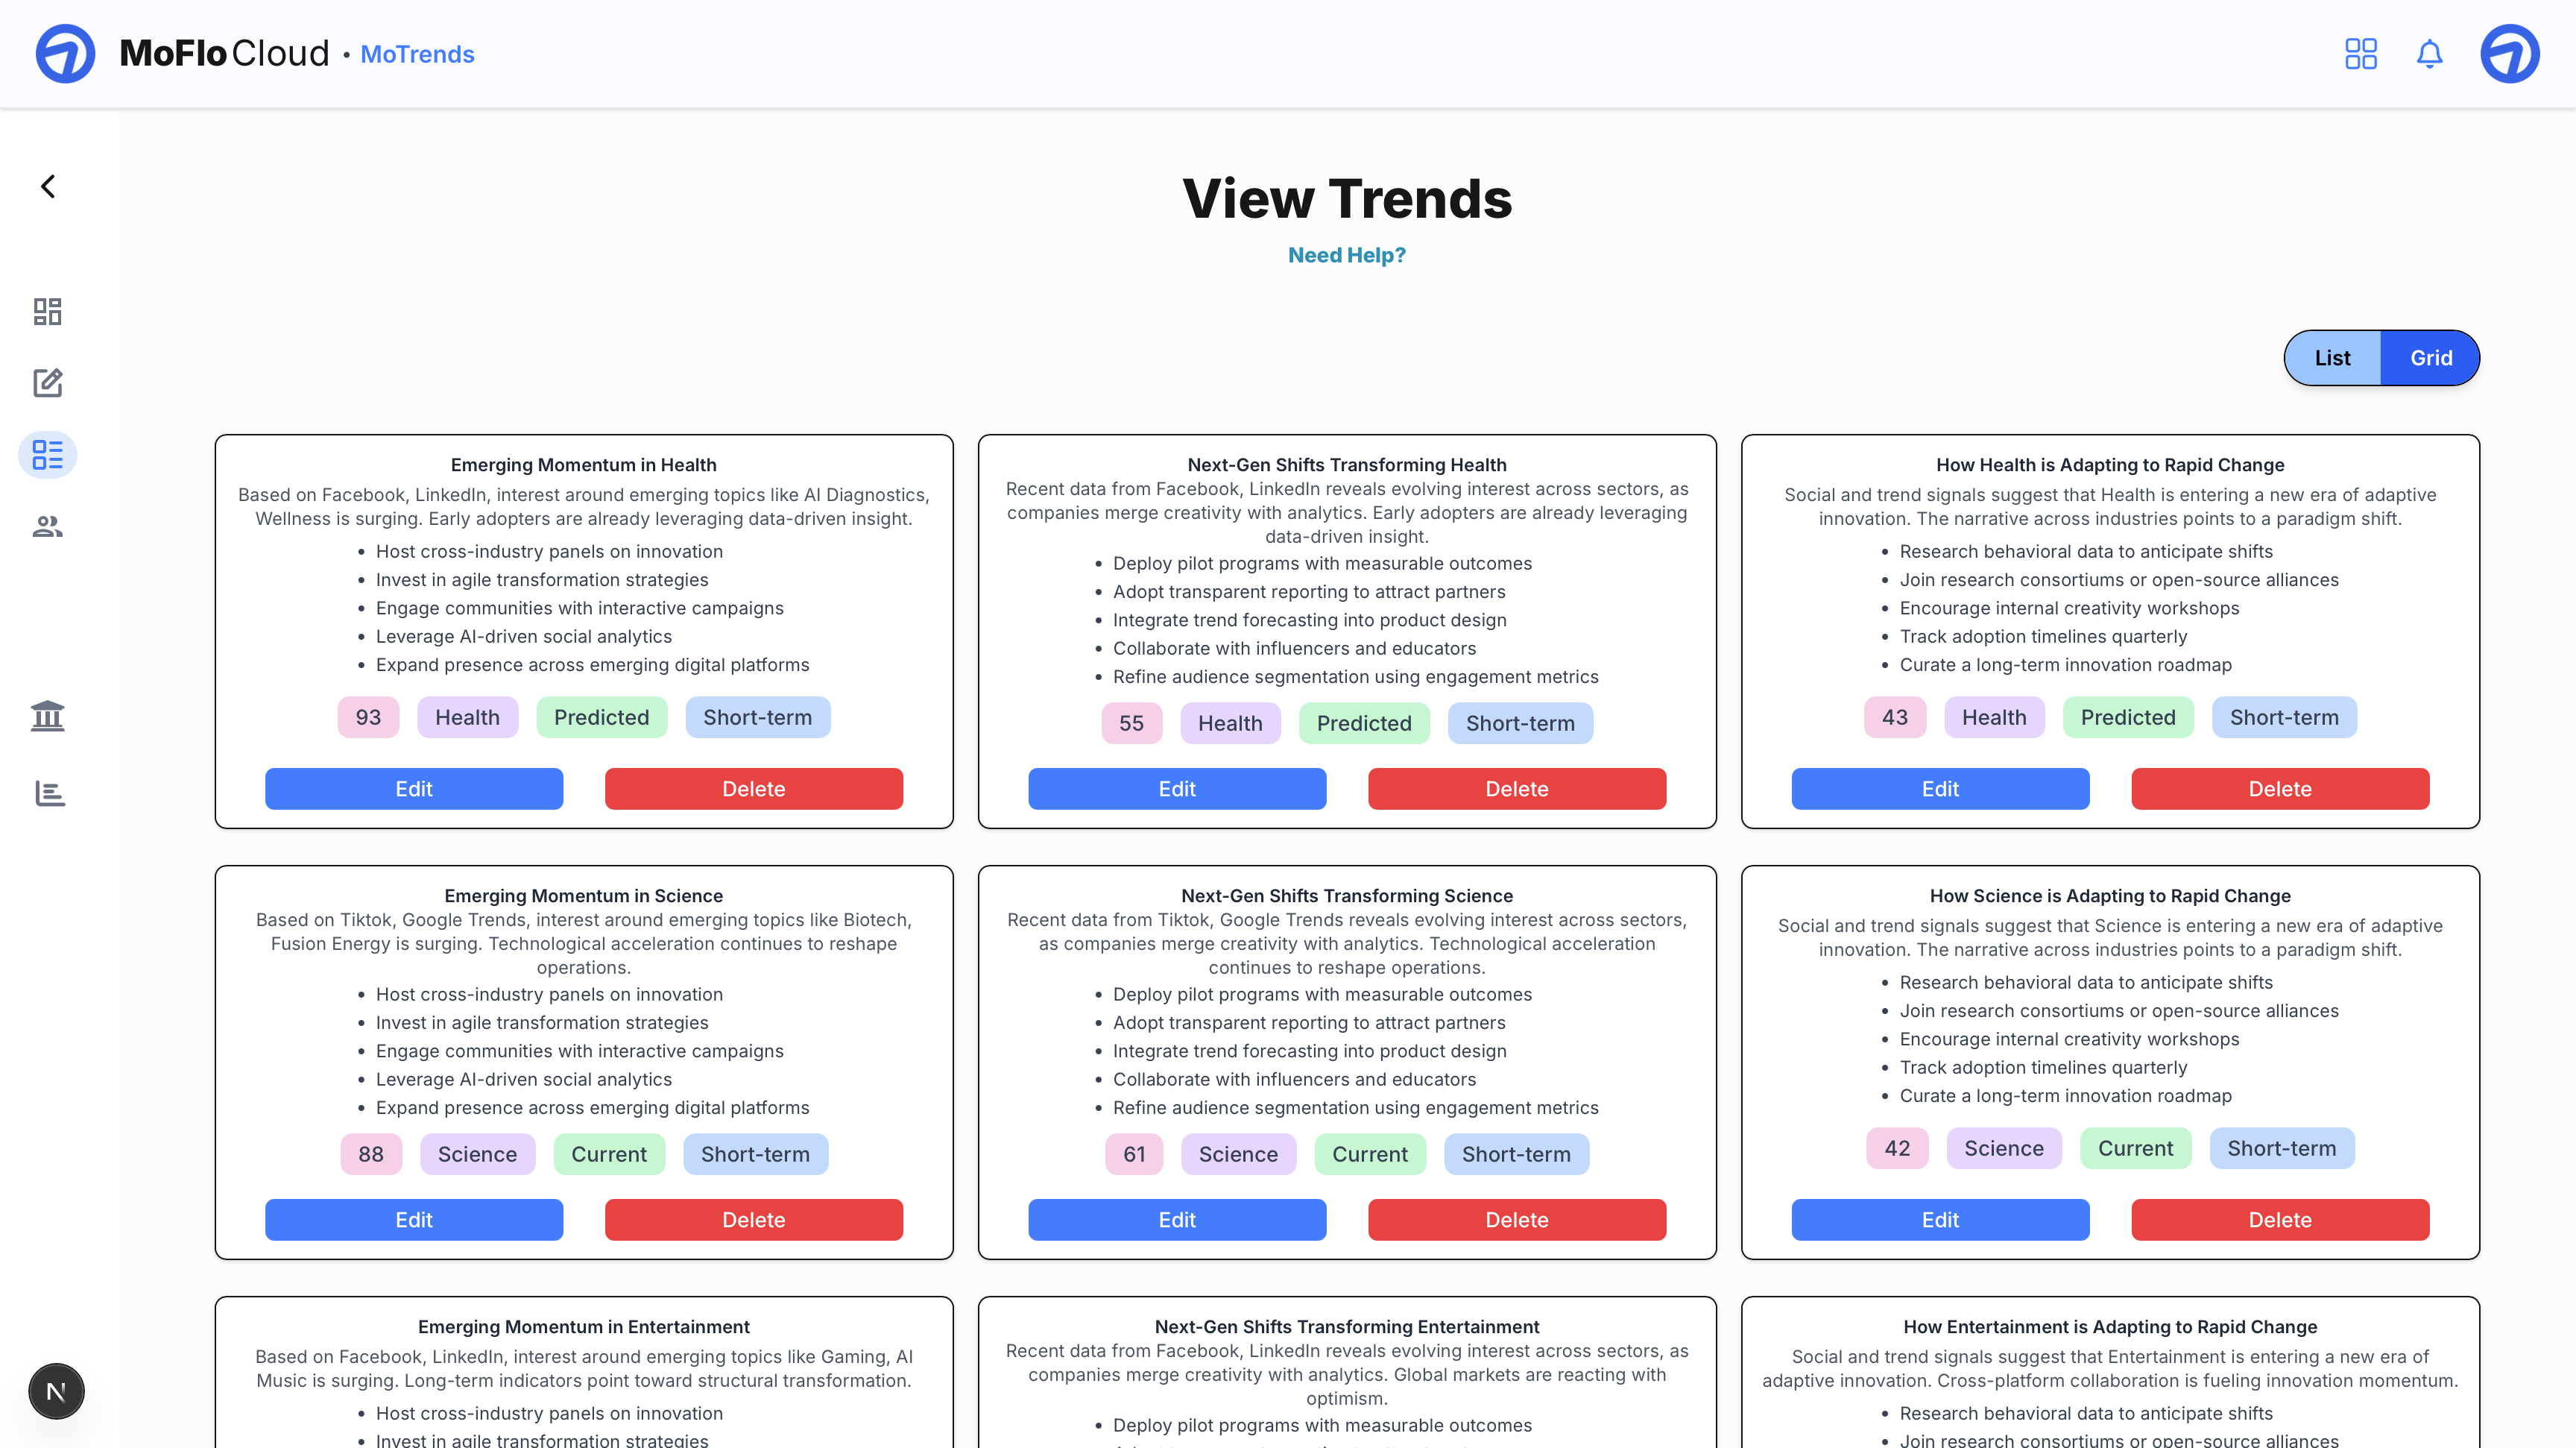 MoFlo Cloud • MoTrends
View Trends
Need Help?
List Grid
Emerging Momentum in Health
Based on Facebook, LinkedIn, interest around emerging topics like AI Diagnostics,
Wellness is surging. Early adopters are already leveraging data-driven insight.
• Host cross-industry panels on innovation
• Invest in agile transformation strategies
• Engage communities with interactive campaigns
• Leverage AI-driven social analytics
• Expand presence across emerging digital platforms
93 Health Predicted Short-term
Edit Delete
Next-Gen Shifts Transforming Health
Recent data from Facebook, LinkedIn reveals evolving interest across sectors, as
companies merge creativity with analytics. Early adopters are already leveraging
data-driven insight.
• Deploy pilot programs with measurable outcomes
• Adopt transparent reporting to attract partners
• Integrate trend forecasting into product design
• Collaborate with influencers and educators
• Refine audience segmentation using engagement metrics
55 Health Predicted Short-term
Edit Delete
How Health is Adapting to Rapid Change
Social and trend signals suggest that Health is entering a new era of adaptive
innovation. The narrative across industries points to a paradigm shift.
• Research behavioral data to anticipate shifts
• Join research consortiums or open-source alliances
• Encourage internal creativity workshops
• Track adoption timelines quarterly
• Curate a long-term innovation roadmap
43 Health Predicted Short-term
Edit Delete
Emerging Momentum in Science
Based on Tiktok, Google Trends, interest around emerging topics like Biotech,
Fusion Energy is surging. Technological acceleration continues to reshape
operations.
• Host cross-industry panels on innovation
• Invest in agile transformation strategies
• Engage communities with interactive campaigns
• Leverage AI-driven social analytics
• Expand presence across emerging digital platforms
88 Science Current Short-term
Edit Delete
Next-Gen Shifts Transforming Science
Recent data from Tiktok, Google Trends reveals evolving interest across sectors,
as companies merge creativity with analytics. Technological acceleration
continues to reshape operations.
• Deploy pilot programs with measurable outcomes
• Adopt transparent reporting to attract partners
• Integrate trend forecasting into product design
• Collaborate with influencers and educators
• Refine audience segmentation using engagement metrics
61 Science Current Short-term
Edit Delete
How Science is Adapting to Rapid Change
Social and trend signals suggest that Science is entering a new era of adaptive
innovation. The narrative across industries points to a paradigm shift.
• Research behavioral data to anticipate shifts
• Join research consortiums or open-source alliances
• Encourage internal creativity workshops
• Track adoption timelines quarterly
• Curate a long-term innovation roadmap
42 Science Current Short-term
Edit Delete
Emerging Momentum in Entertainment
Based on Facebook, LinkedIn, interest around emerging topics like Gaming, AI
Music is surging. Long-term indicators point toward structural transformation.
• Host cross-industry panels on innovation
• Invest in agile transformation strategies
Next-Gen Shifts Transforming Entertainment
Recent data from Facebook, LinkedIn reveals evolving interest across sectors, as
companies merge creativity with analytics. Global markets are reacting with
optimism.
• Deploy pilot programs with measurable outcomes
How Entertainment is Adapting to Rapid Change
Social and trend signals suggest that Entertainment is entering a new era of
adaptive innovation. Cross-platform collaboration is fueling innovation momentum.
• Research behavioral data to anticipate shifts
• Join research consortiums or open-source alliances
N